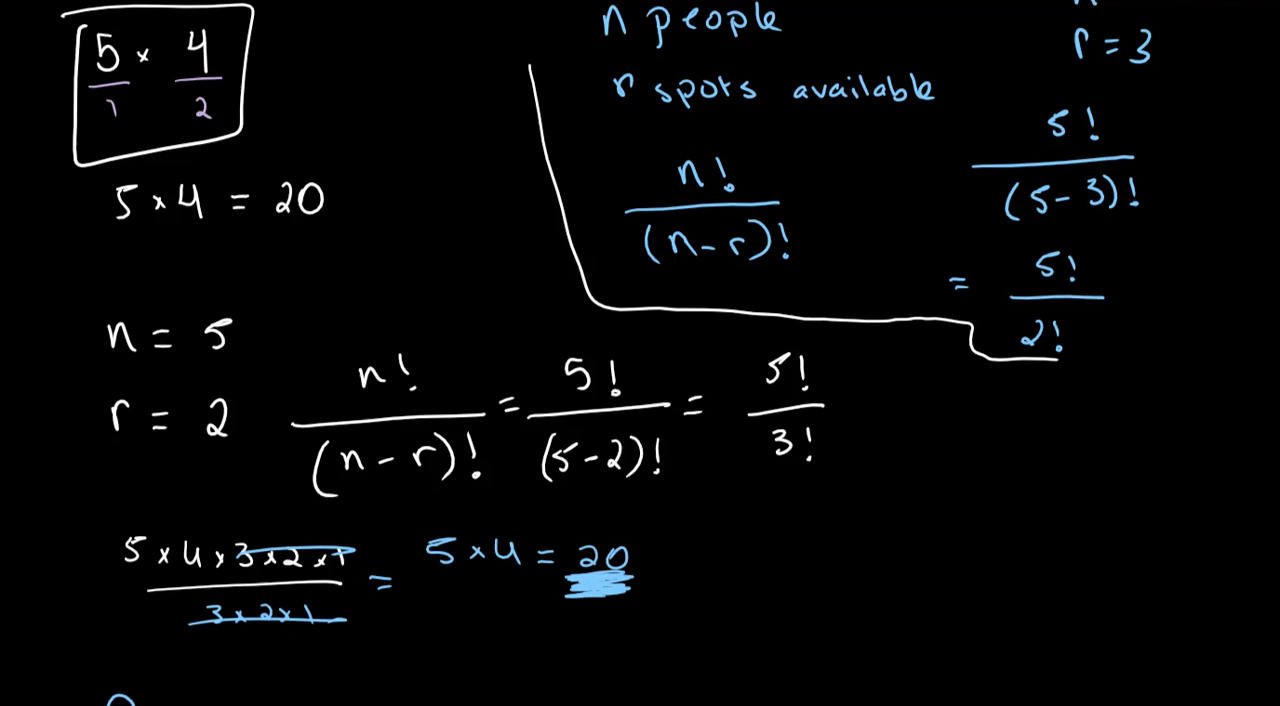 5 × 4
1 2
5 × 4 = 20
n people
r spots available
n!
(n - r)!
r = 3
5!
(5 - 3)!
= 5!
2!
n = 5
r = 2
n! = 5! = 5!
(n - r)! (5 - 2)! 3!
5 × 4 × 3 × 2 × 1 = 5 × 4 = 20
3 × 2 × 1